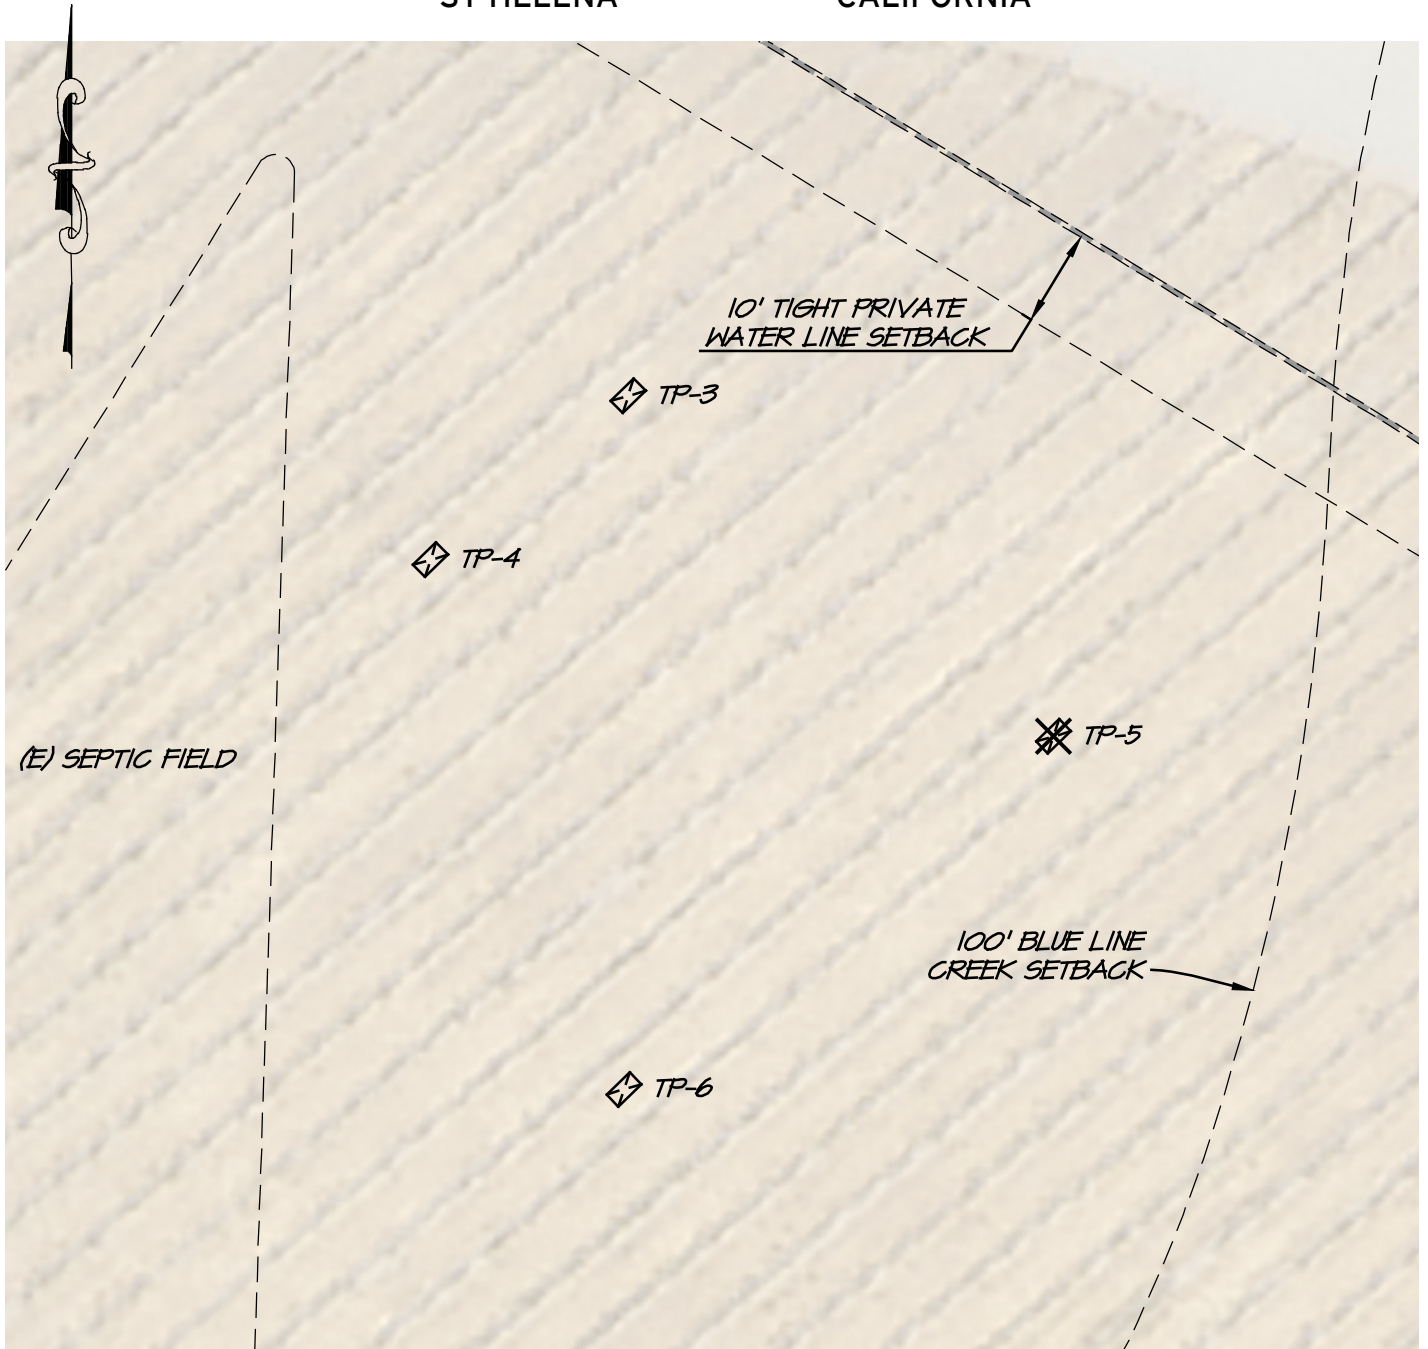 ST HELENA CALIFORNIA
10' TIGHT PRIVATE
WATER LINE SETBACK
TP-3
TP-4
TP-5
(E) SEPTIC FIELD
100' BLUE LINE
CREEK SETBACK
TP-6